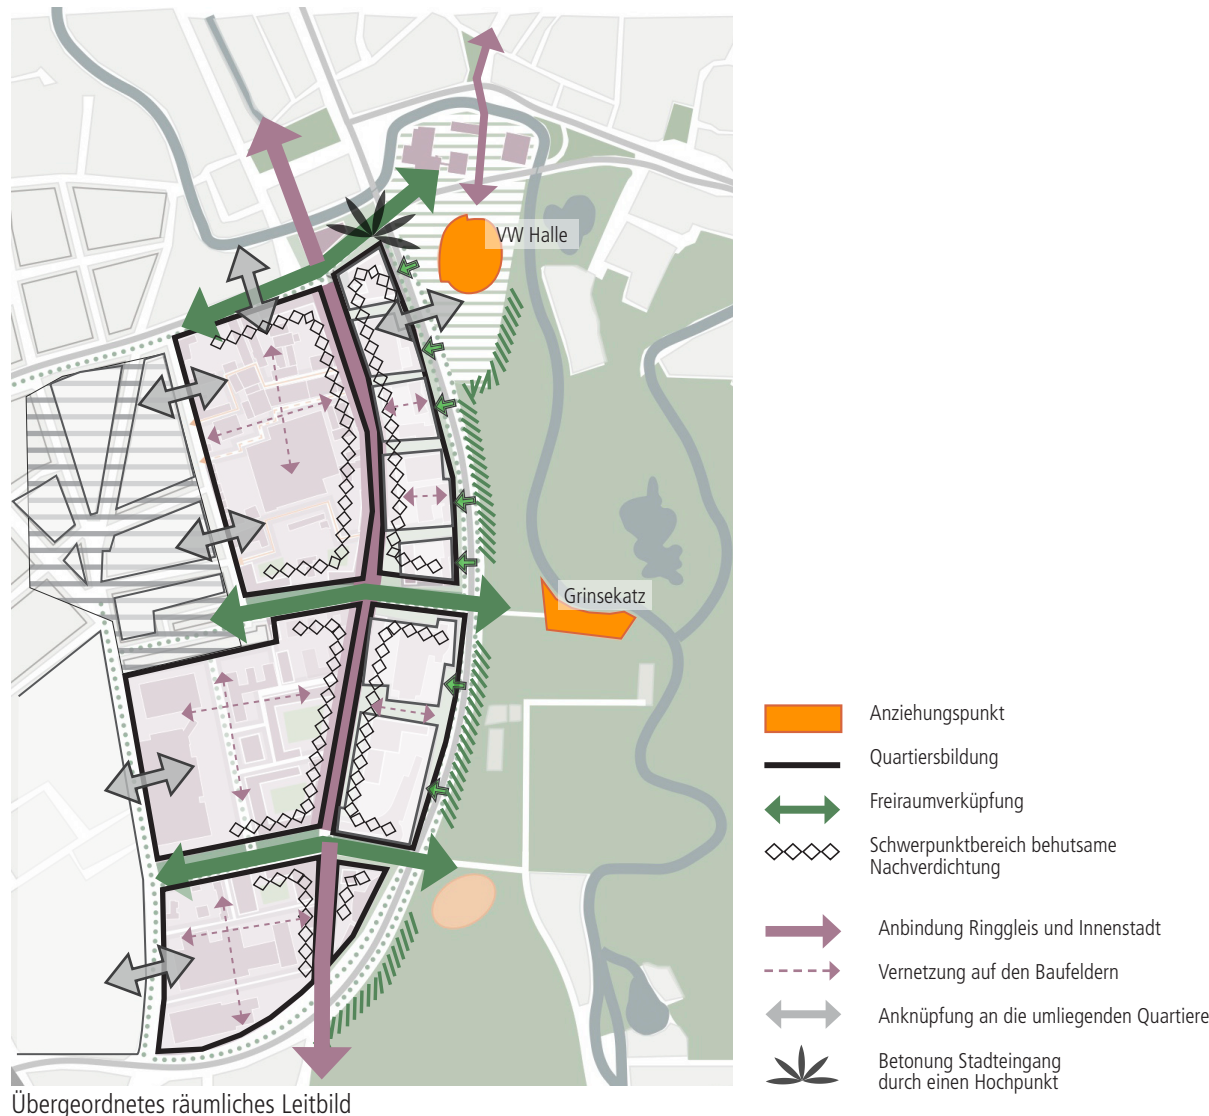 VW Halle
Grinsekatz
Anziehungspunkt
Quartiersbildung
Freiraumverküpfung
Schwerpunktbereich behutsame
Nachverdichtung
Anbindung Ringgleis und Innenstadt
Vernetzung auf den Baufeldern
Anknüpfung an die umliegenden Quartiere
Betonung Stadteingang
durch einen Hochpunkt
Übergeordnetes räumliches Leitbild